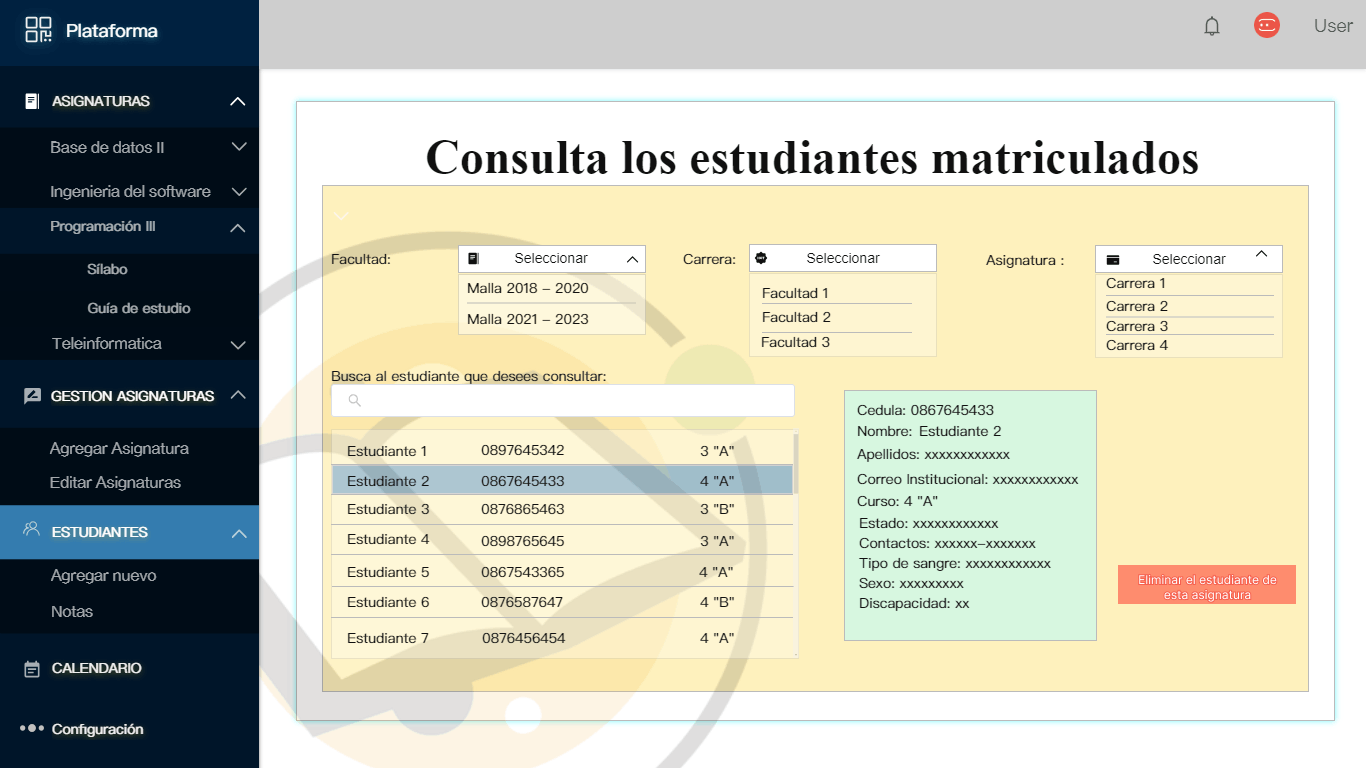 Plataforma
User
ASIGNATURAS
Base de datos II
Ingenieria del software
Programación III
Sílabo
Guía de estudio
Teleinformatica
GESTION ASIGNATURAS
Agregar Asignatura
Editar Asignaturas
ESTUDIANTES
Agregar nuevo
Notas
CALENDARIO
Configuración
Consulta los estudiantes matriculados
Facultad: Seleccionar
Malla 2018 – 2020
Malla 2021 – 2023
Carrera: Seleccionar
Facultad 1
Facultad 2
Facultad 3
Asignatura : Seleccionar
Carrera 1
Carrera 2
Carrera 3
Carrera 4
Busca al estudiante que desees consultar:
Estudiante 1 0897645342 3 "A"
Estudiante 2 0867645433 4 "A"
Estudiante 3 0876865463 3 "B"
Estudiante 4 0898765645 3 "A"
Estudiante 5 0867543365 4 "A"
Estudiante 6 0876587647 4 "B"
Estudiante 7 0876456454 4 "A"
Cedula: 0867645433
Nombre: Estudiante 2
Apellidos: xxxxxxxxxxxx
Correo Institucional: xxxxxxxxxxxx
Curso: 4 "A"
Estado: xxxxxxxxxxxx
Contactos: xxxxxx–xxxxxxx
Tipo de sangre: xxxxxxxxxxxx
Sexo: xxxxxxxxx
Discapacidad: xx
Eliminar el estudiante de
esta asignatura